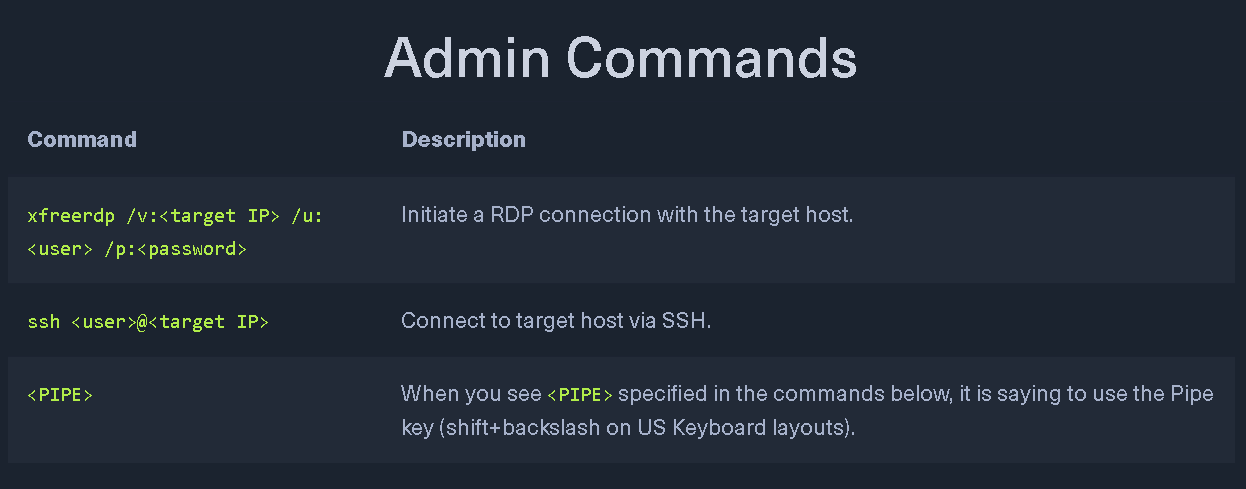 Admin Commands
Command Description
xfreerdp /v:<target IP> /u: Initiate a RDP connection with the target host.
<user> /p:<password>
ssh <user>@<target IP> Connect to target host via SSH.
<PIPE> When you see <PIPE> specified in the commands below, it is saying to use the Pipe
key (shift+backslash on US Keyboard layouts).